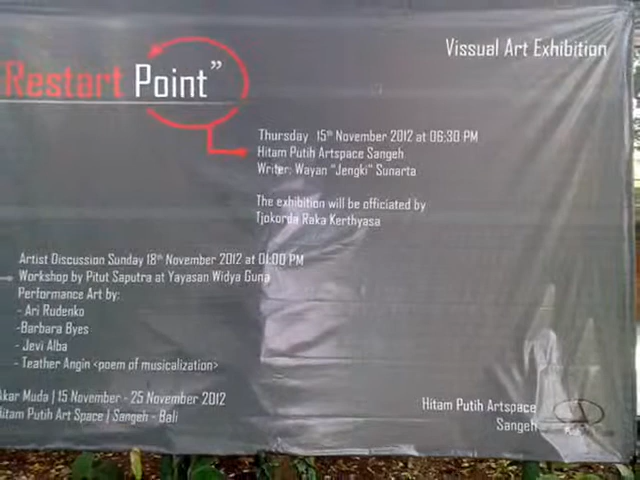 Vissual Art Exhibition
Restart Point"
Thursday 15th November 2012 at 06:30 PM
Hitam Putih Artspace Sangeh
Writer: Wayan "Jengki" Sunarta
The exhibition will be officiated by
Tjokorda Raka Kerthyasa
Artist Discussion Sunday 18th November 2012 at 01:00 PM
Workshop by Pitut Saputra at Yayasan Widya Guna
Performance Art by:
- Ari Rudenko
-Barbara Byes
- Jevi Alba
- Teather Angin <poem of musicalization>
Akar Muda | 15 November - 25 November 2012
Hitam Putih Art Space | Sangeh - Bali
Hitam Putih Artspace
Sangeh